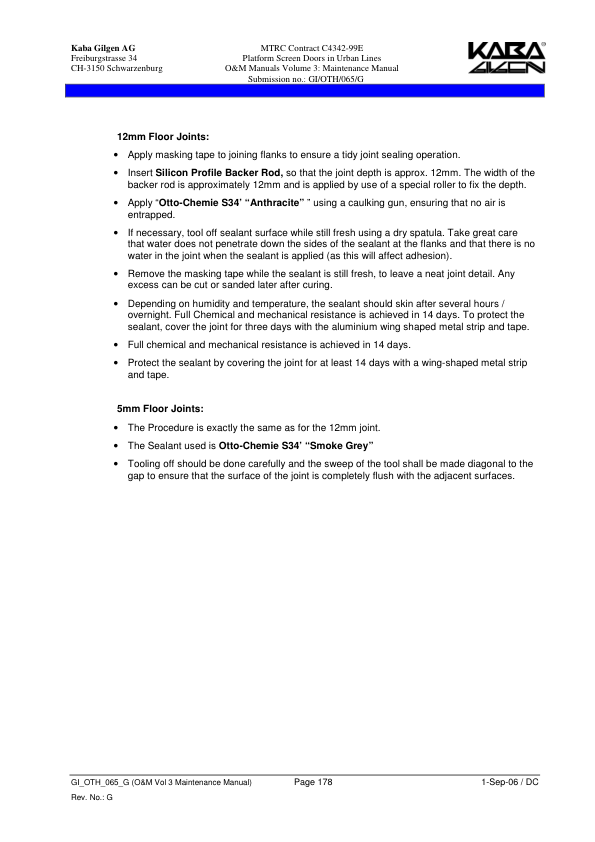 Kaba Gilgen AG
Freiburgstrasse 34
CH-3150 Schwarzenburg
MTRC Contract C4342-99E
Platform Screen Doors in Urban Lines
O&M Manuals Volume 3: Maintenance Manual
Submission no.: GI/OTH/065/G
KABA®
GILGEN
12mm Floor Joints:
• Apply masking tape to joining flanks to ensure a tidy joint sealing operation.
• Insert Silicon Profile Backer Rod, so that the joint depth is approx. 12mm. The width of the
backer rod is approximately 12mm and is applied by use of a special roller to fix the depth.
• Apply “Otto-Chemie S34’ “Anthracite” ” using a caulking gun, ensuring that no air is
entrapped.
• If necessary, tool off sealant surface while still fresh using a dry spatula. Take great care
that water does not penetrate down the sides of the sealant at the flanks and that there is no
water in the joint when the sealant is applied (as this will affect adhesion).
• Remove the masking tape while the sealant is still fresh, to leave a neat joint detail. Any
excess can be cut or sanded later after curing.
• Depending on humidity and temperature, the sealant should skin after several hours /
overnight. Full Chemical and mechanical resistance is achieved in 14 days. To protect the
sealant, cover the joint for three days with the aluminium wing shaped metal strip and tape.
• Full chemical and mechanical resistance is achieved in 14 days.
• Protect the sealant by covering the joint for at least 14 days with a wing-shaped metal strip
and tape.
5mm Floor Joints:
• The Procedure is exactly the same as for the 12mm joint.
• The Sealant used is Otto-Chemie S34’ “Smoke Grey”
• Tooling off should be done carefully and the sweep of the tool shall be made diagonal to the
gap to ensure that the surface of the joint is completely flush with the adjacent surfaces.
GI_OTH_065_G (O&M Vol 3 Maintenance Manual)
Page 178
1-Sep-06 / DC
Rev. No.: G